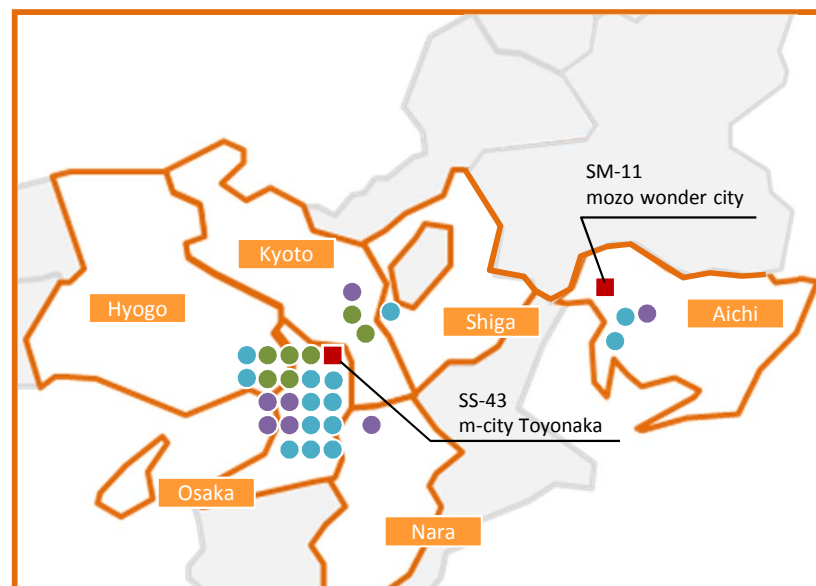 SM-11
mozo wonder city
Kyoto
Hyogo
Shiga
Aichi
SS-43
m-city Toyonaka
Osaka
Nara